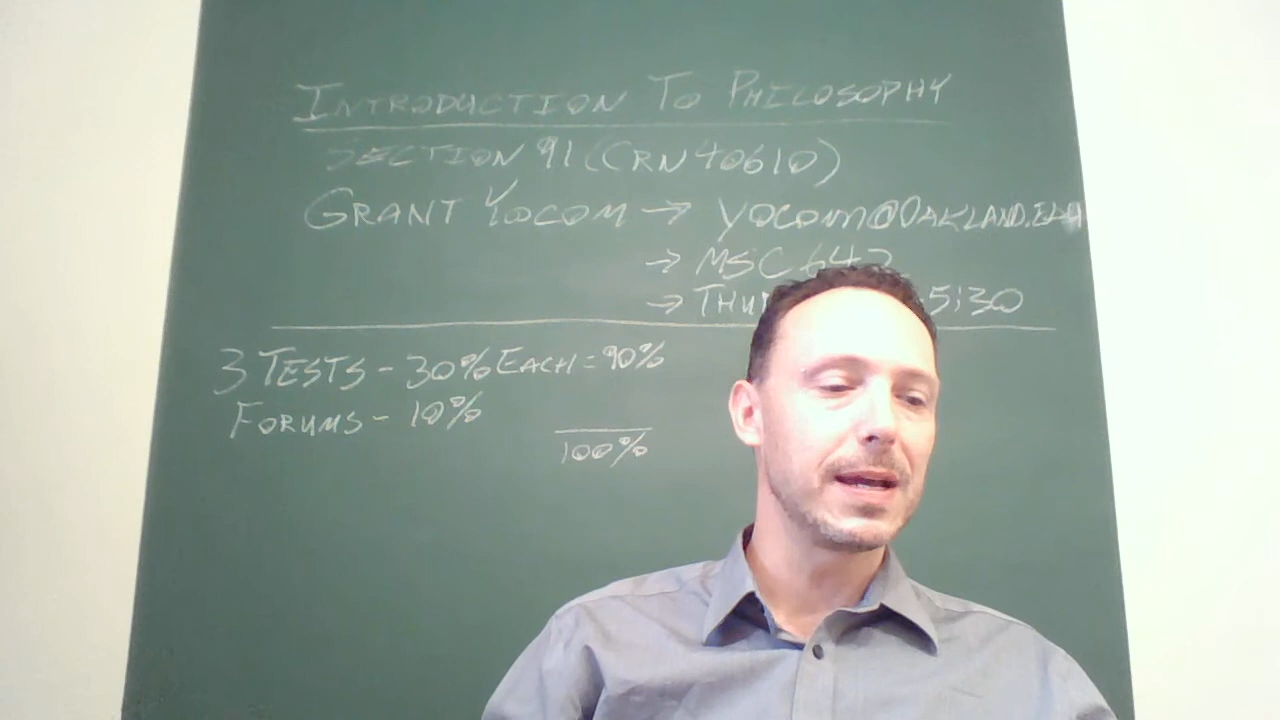 INTRODUCTION TO PHILOSOPHY
SECTION 91 (CRN 40610)
GRANT YOCOM → YOCOM@OAKLAND.EDU
→ MSC 642
→ 5:30
3 TESTS - 30% EACH = 90%
FORUMS - 10%
100%